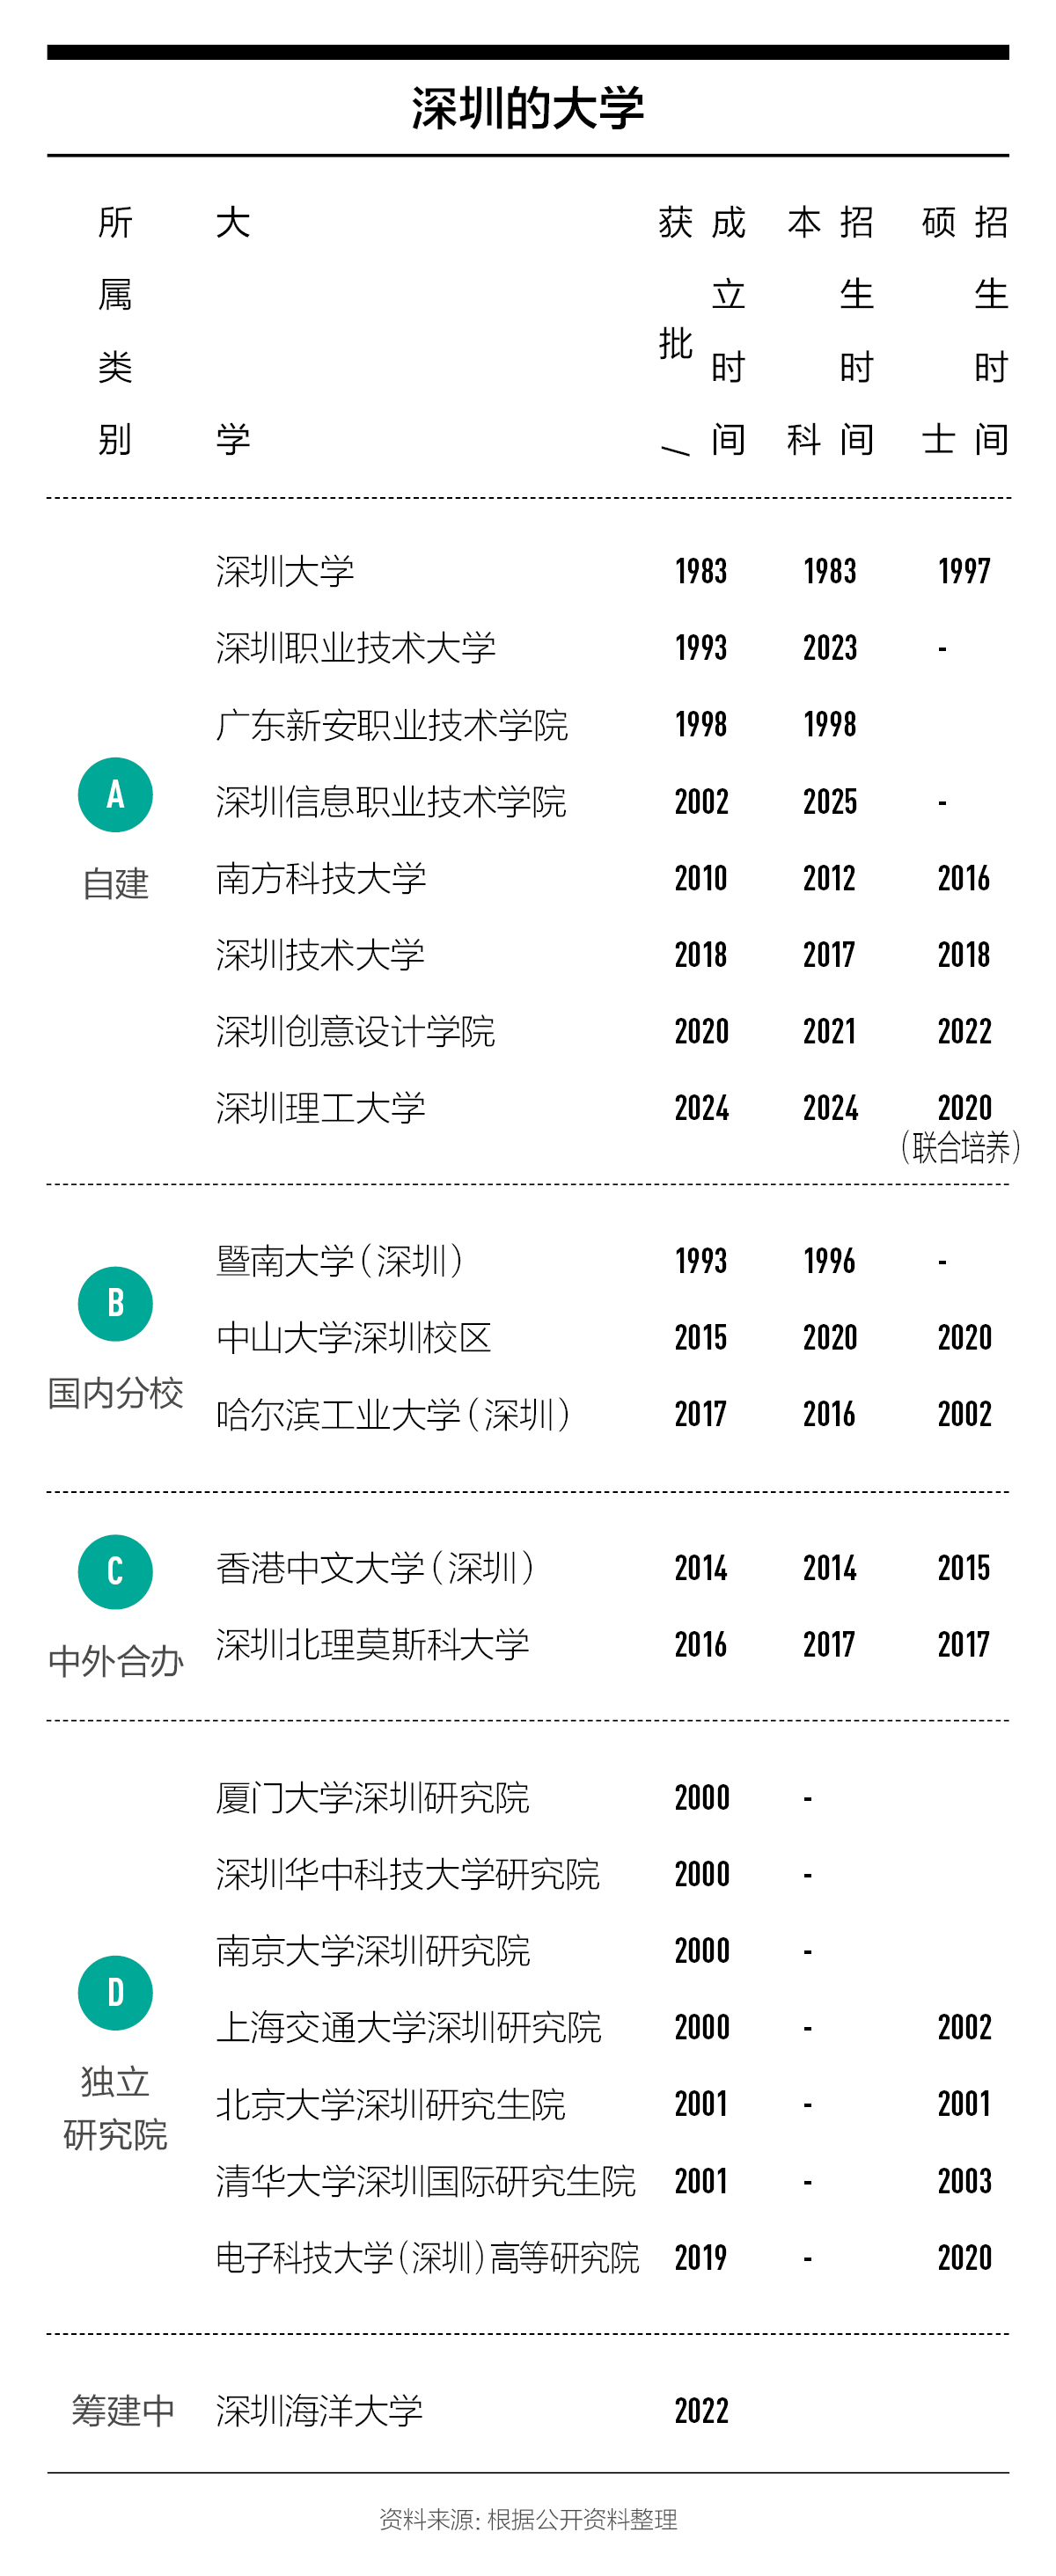 深圳的大学
所属类别 大学 获批/成立时间 本科招生时间 硕士招生时间
深圳大学 1983 1983 1997
深圳职业技术大学 1993 2023 -
广东新安职业技术学院 1998 1998
A
深圳信息职业技术学院 2002 2025 -
自建
南方科技大学 2010 2012 2016
深圳技术大学 2018 2017 2018
深圳创意设计学院 2020 2021 2022
深圳理工大学 2024 2024 2020
（联合培养）
暨南大学（深圳） 1993 1996 -
B
中山大学深圳校区 2015 2020 2020
国内分校
哈尔滨工业大学（深圳） 2017 2016 2002
C
香港中文大学（深圳） 2014 2014 2015
中外合办
深圳北理莫斯科大学 2016 2017 2017
厦门大学深圳研究院 2000 -
深圳华中科技大学研究院 2000 -
南京大学深圳研究院 2000 -
D
上海交通大学深圳研究院 2000 - 2002
独立
研究院
北京大学深圳研究生院 2001 - 2001
清华大学深圳国际研究生院 2001 - 2003
电子科技大学（深圳）高等研究院 2019 - 2020
筹建中 深圳海洋大学 2022
资料来源：根据公开资料整理